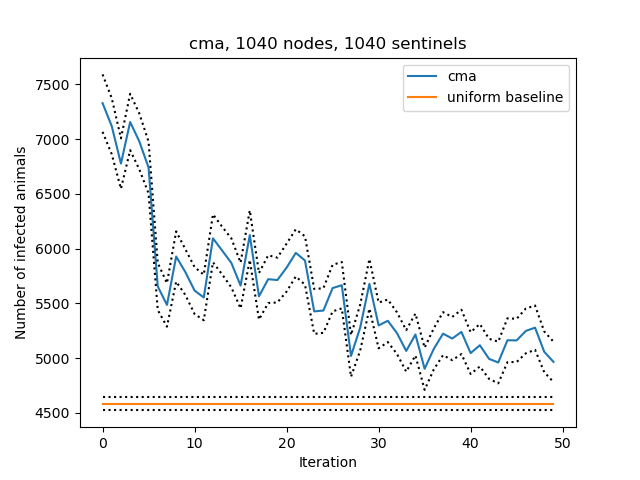 cma, 1040 nodes, 1040 sentinels
cma
uniform baseline
Number of infected animals
7500
7000
6500
6000
5500
5000
4500
0 10 20 30 40 50
Iteration